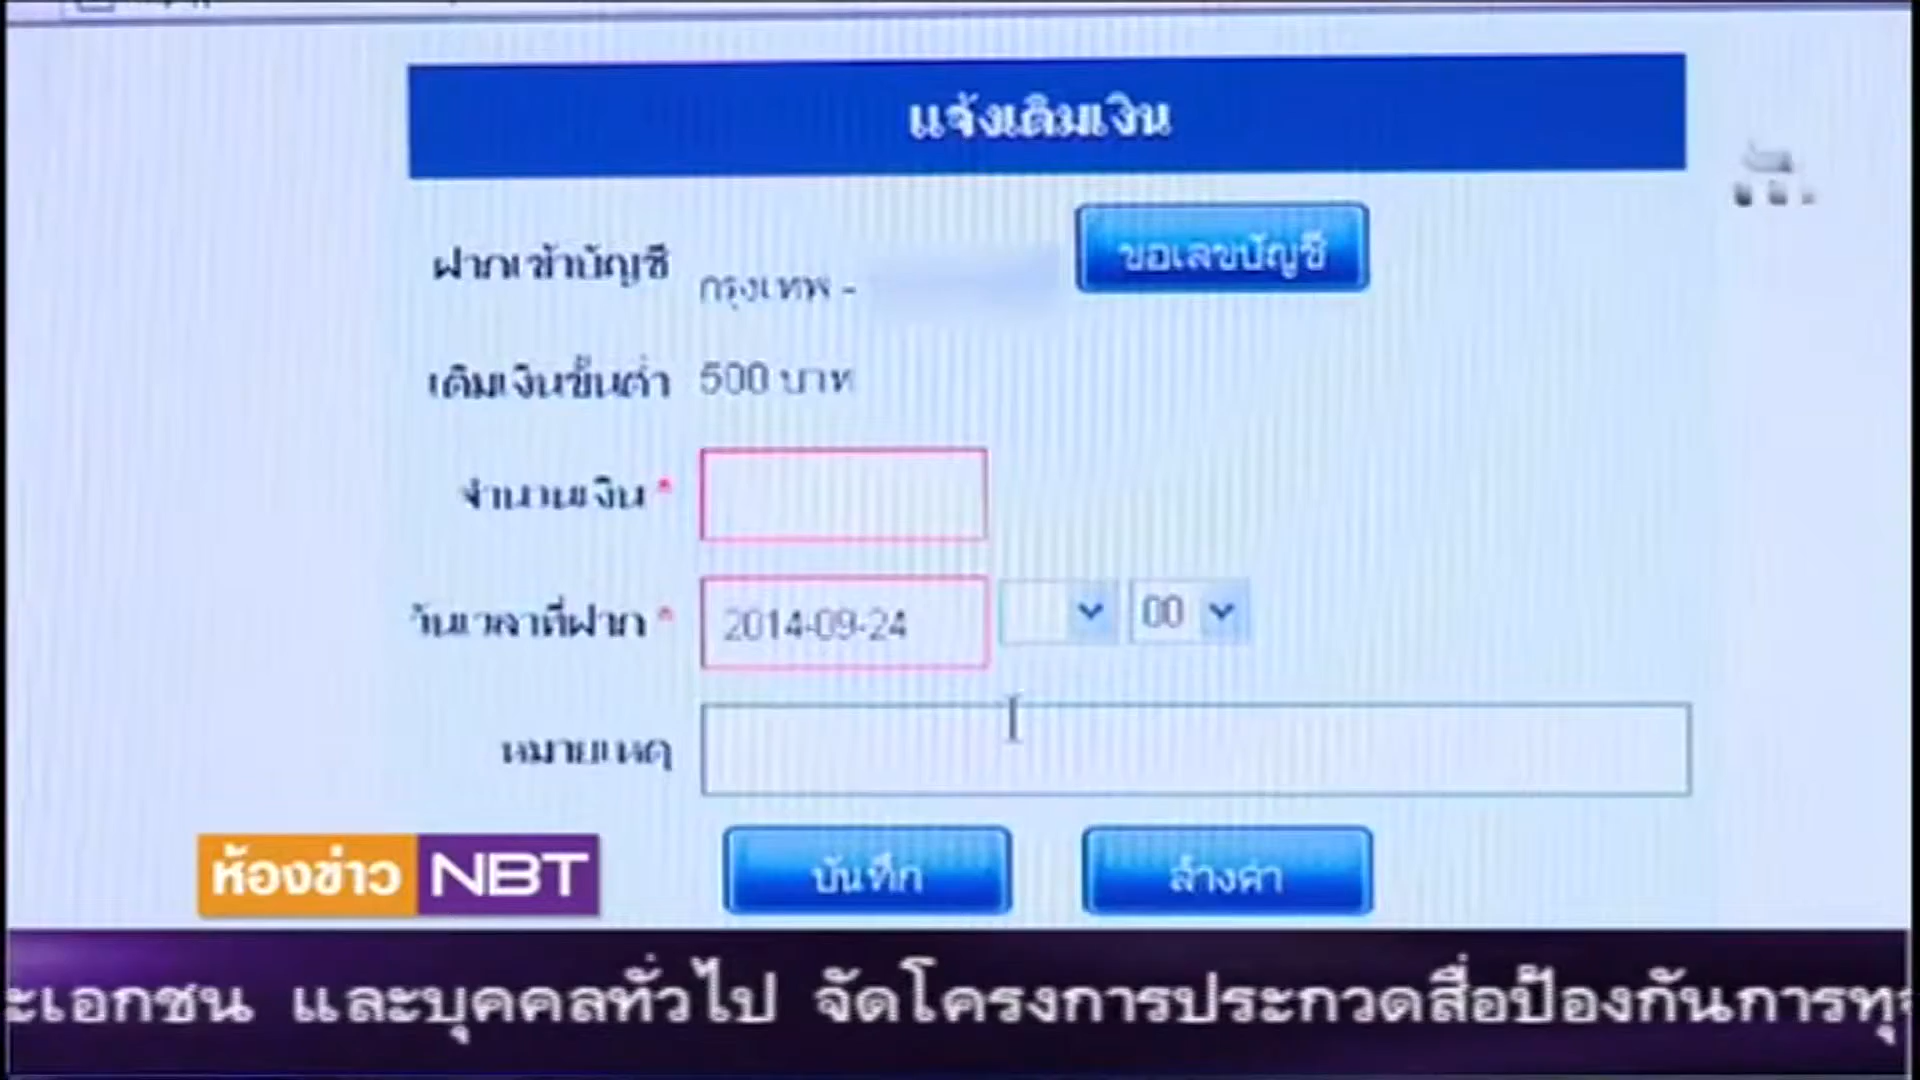 แจ้งเติมเงิน
ฝากเข้าบัญชี กรุงเทพ - ขอเลขบัญชี
เติมเงินขั้นต่ำ 500 บาท
จำนวนเงิน *
วันเวลาที่ฝาก * 2014-09-24 00
หมายเหตุ
บันทึก ล้างค่า
ห้องข่าว NBT
ะเอกชน และบุคคลทั่วไป จัดโครงการประกวดสื่อป้องกันการทุจ